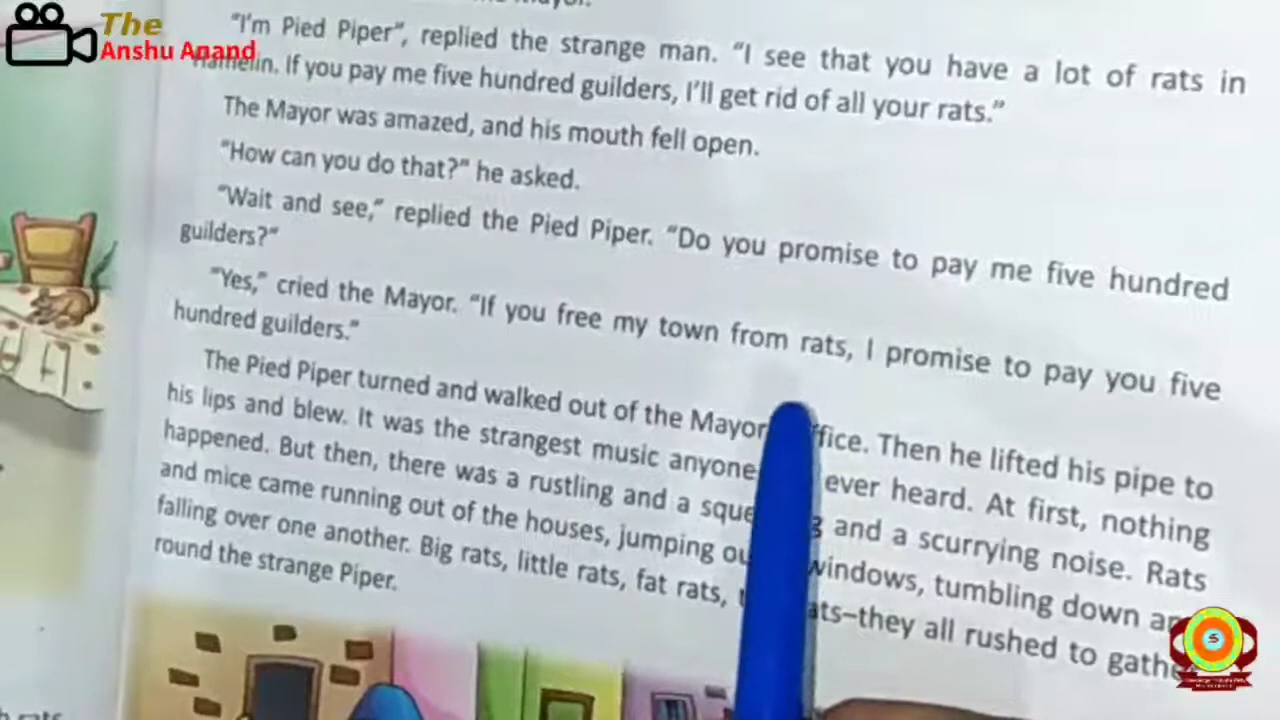 The
Anshu Anand
"I'm Pied Piper", replied the strange man. "I see that you have a lot of rats in
Hamelin. If you pay me five hundred guilders, I'll get rid of all your rats."
The Mayor was amazed, and his mouth fell open.
"How can you do that?" he asked.
"Wait and see," replied the Pied Piper. "Do you promise to pay me five hundred
guilders?"
"Yes," cried the Mayor. "If you free my town from rats, I promise to pay you five
hundred guilders."
The Pied Piper turned and walked out of the Mayor ffice. Then he lifted his pipe to
his lips and blew. It was the strangest music anyone ever heard. At first, nothing
happened. But then, there was a rustling and a sque g and a scurrying noise. Rats
and mice came running out of the houses, jumping ou windows, tumbling down an
falling over one another. Big rats, little rats, fat rats, t ats–they all rushed to gathe
round the strange Piper.
rats
S